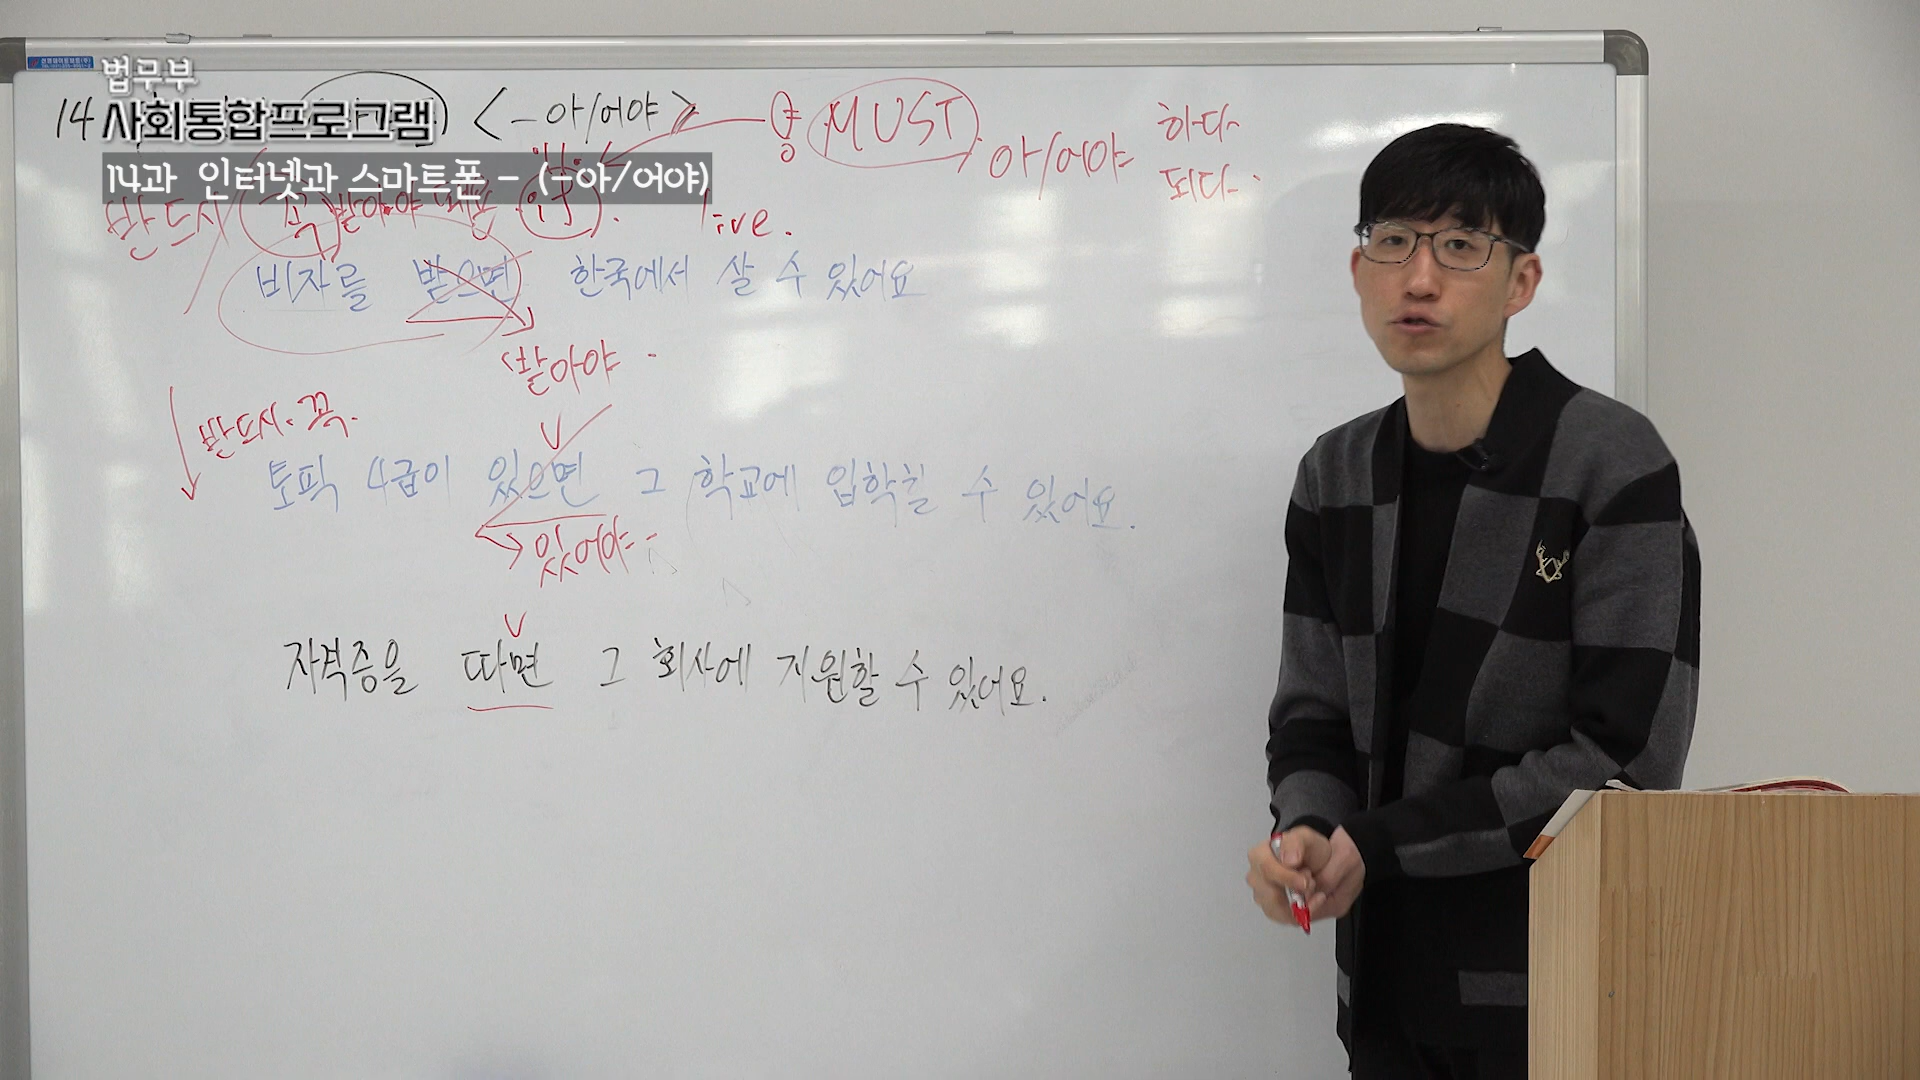 법무부
사회통합프로그램
14과 인터넷과 스마트폰 - (-아/어야)
14 <-아/어야> MUST 아/어야 하다 되다
반드시 꼭 받아야 ive.
비자를 받으면 한국에서 살 수 있어요
받아야
반드시. 꼭.
토픽 4급이 있으면 그 학교에 입학할 수 있어요.
있어야
자격증을 따면 그 회사에 지원할 수 있어요.